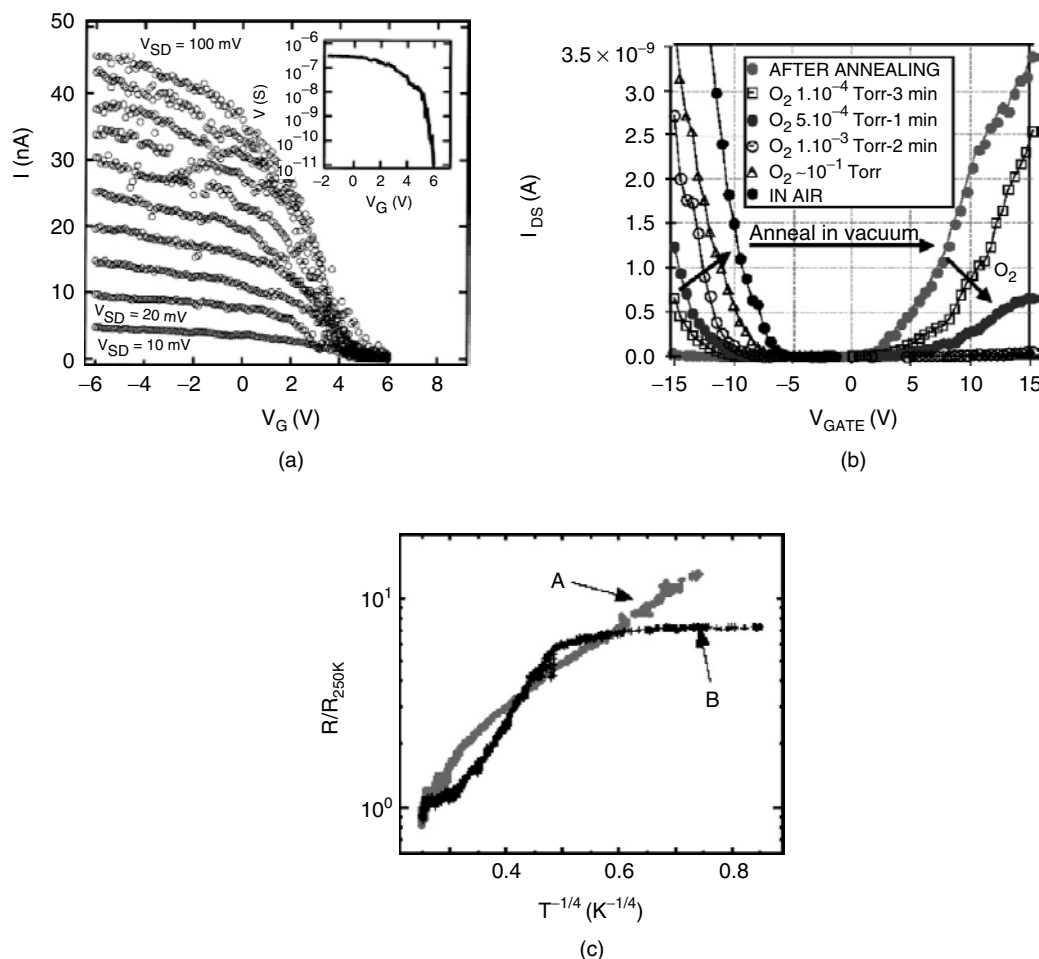 50
40
30
20
10
0
I (nA)
V_SD = 100 mV
V_SD = 20 mV
V_SD = 10 mV
−6 −4 −2 0 2 4 6 8
V_G (V)
10⁻⁶
10⁻⁷
10⁻⁸
10⁻⁹
10⁻¹⁰
10⁻¹¹
V (S)
−2 0 2 4 6
V_G (V)
(a)
3.5 × 10⁻⁹
3.0
2.5
2.0
1.5
1.0
0.5
0.0
I_DS (A)
AFTER ANNEALING
O₂ 1.10⁻⁴ Torr-3 min
O₂ 5.10⁻⁴ Torr-1 min
O₂ 1.10⁻³ Torr-2 min
O₂ ~10⁻¹ Torr
IN AIR
Anneal in vacuum
O₂
−15 −10 −5 0 5 10 15
V_GATE (V)
(b)
10¹
10⁰
R/R_250K
A
B
0.4 0.6 0.8
T⁻¹/⁴ (K⁻¹/⁴)
(c)